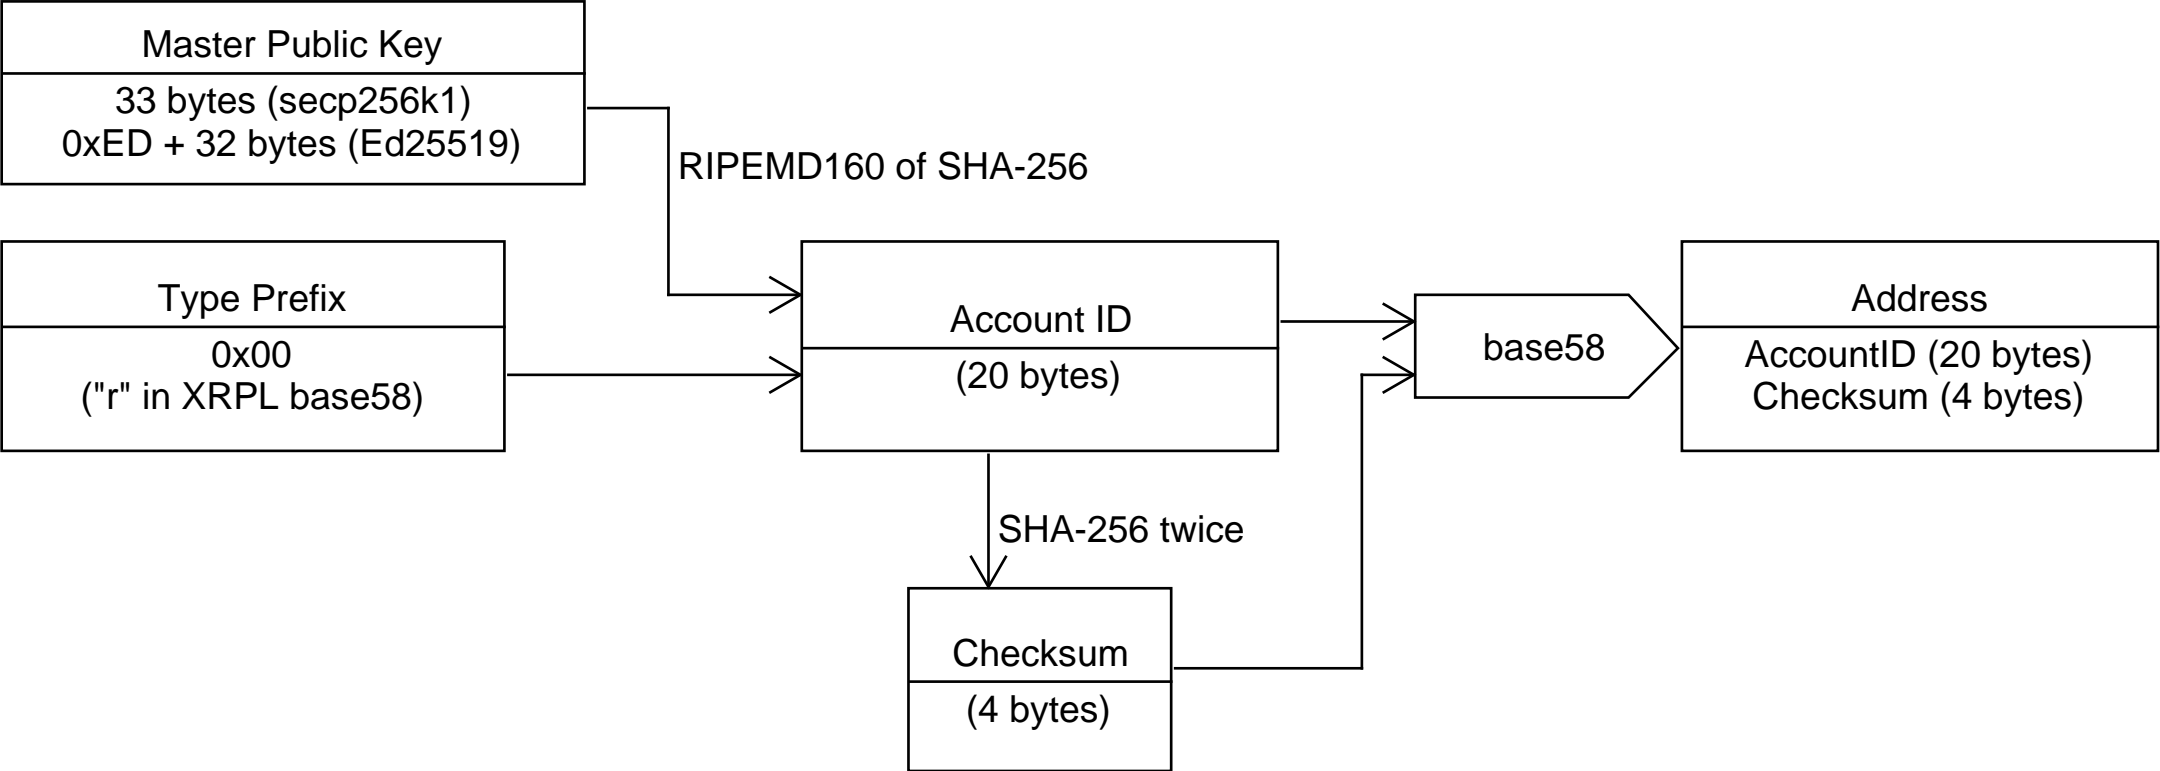 Master Public Key
33 bytes (secp256k1)
0xED + 32 bytes (Ed25519)
RIPEMD160 of SHA-256
Type Prefix
0x00
("r" in XRPL base58)
Account ID
(20 bytes)
base58
Address
AccountID (20 bytes)
Checksum (4 bytes)
SHA-256 twice
Checksum
(4 bytes)